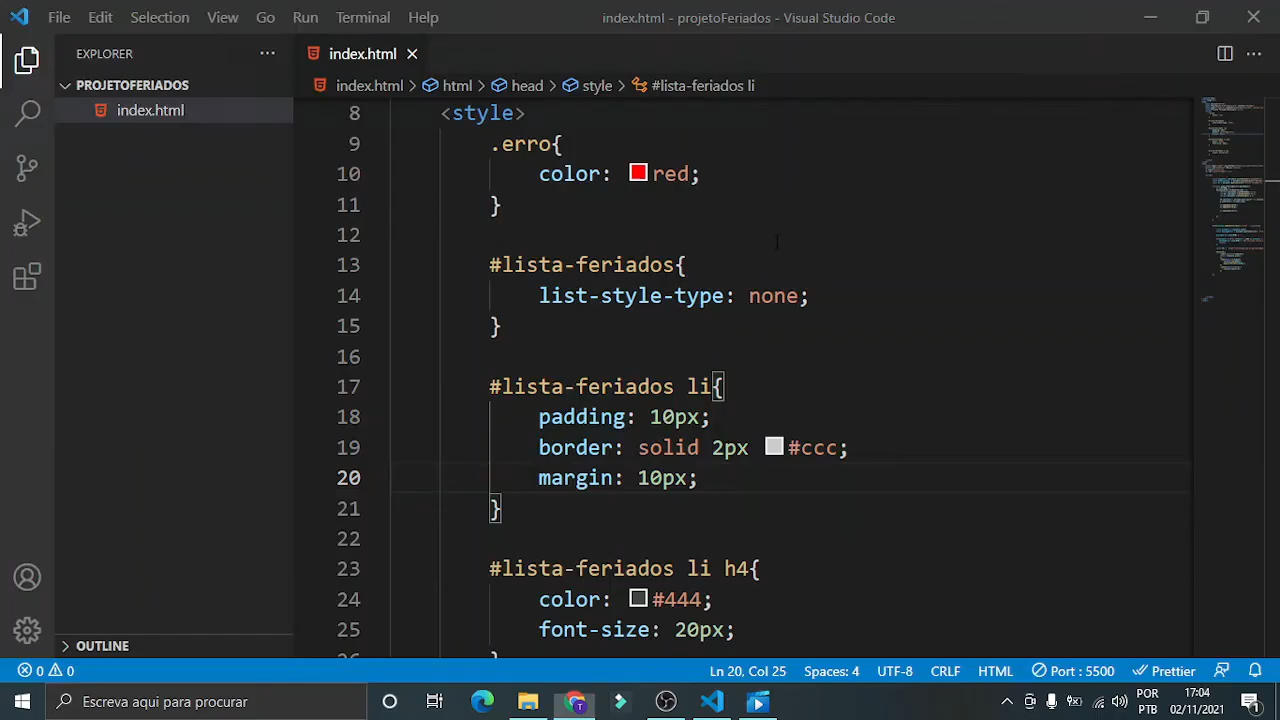 File Edit Selection View Go Run Terminal Help index.html - projetoFeriados - Visual Studio Code
EXPLORER
index.html
PROJETOFERIADOS
index.html > html > head > style > #lista-feriados li
index.html
8 <style>
9 .erro{
10 color: red;
11 }
12
13 #lista-feriados{
14 list-style-type: none;
15 }
16
17 #lista-feriados li{
18 padding: 10px;
19 border: solid 2px #ccc;
20 margin: 10px;
21 }
22
23 #lista-feriados li h4{
24 color: #444;
25 font-size: 20px;
OUTLINE
0 0 Ln 20, Col 25 Spaces: 4 UTF-8 CRLF HTML Port : 5500 Prettier
Escreva aqui para procurar
POR
PTB
17:04
02/11/2021
1